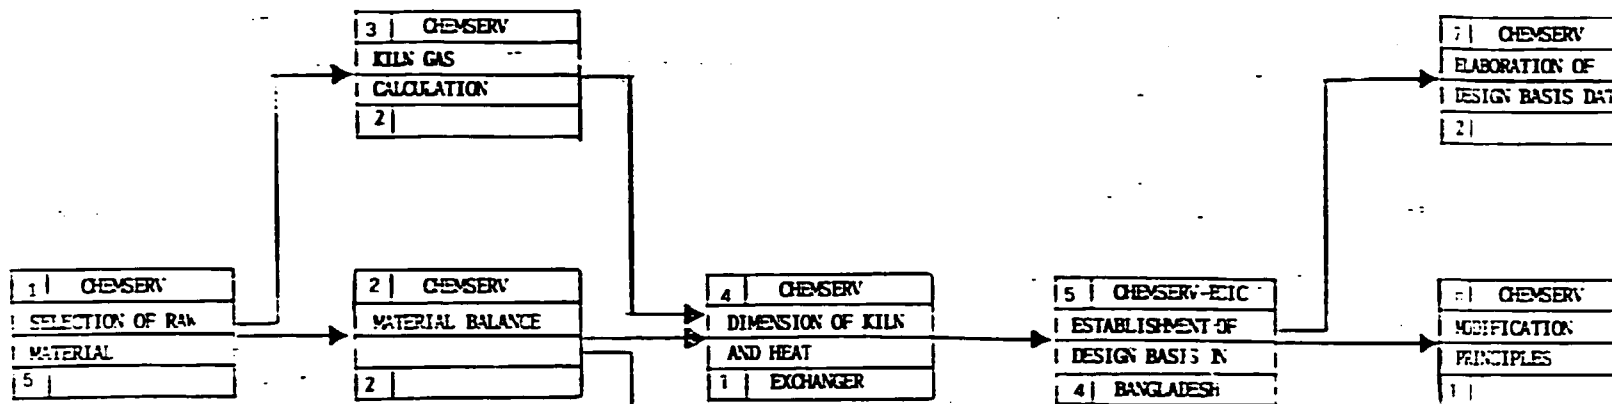 3 CHEMSERV
KILN GAS
CALCULATION
2
7 CHEMSERV
ELABORATION OF
DESIGN BASIS DAT
2
1 CHEMSERV
SELECTION OF RAW
MATERIAL
5
2 CHEMSERV
MATERIAL BALANCE
2
4 CHEMSERV
DIMENSION OF KILN
AND HEAT
1 EXCHANGER
5 CHEMSERV-BCIC
ESTABLISHMENT OF
DESIGN BASIS IN
4 BANGLADESH
CHEMSERV
MODIFICATION
PRINCIPLES
1